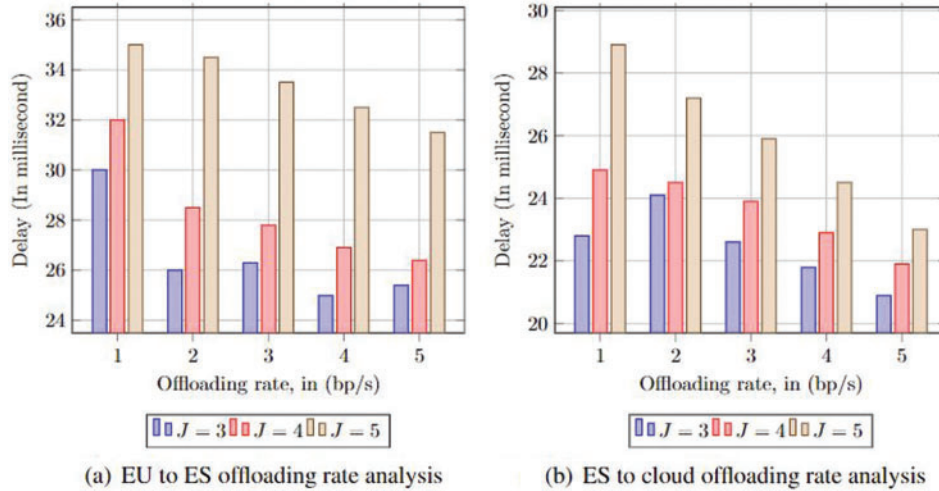 36
34
32
30
28
26
24
Delay (In millisecond)
1 2 3 4 5
Offloading rate, in (bp/s)
J = 3 J = 4 J = 5
(a) EU to ES offloading rate analysis
30
28
26
24
22
20
Delay (In millisecond)
1 2 3 4 5
Offloading rate, in (bp/s)
J = 3 J = 4 J = 5
(b) ES to cloud offloading rate analysis